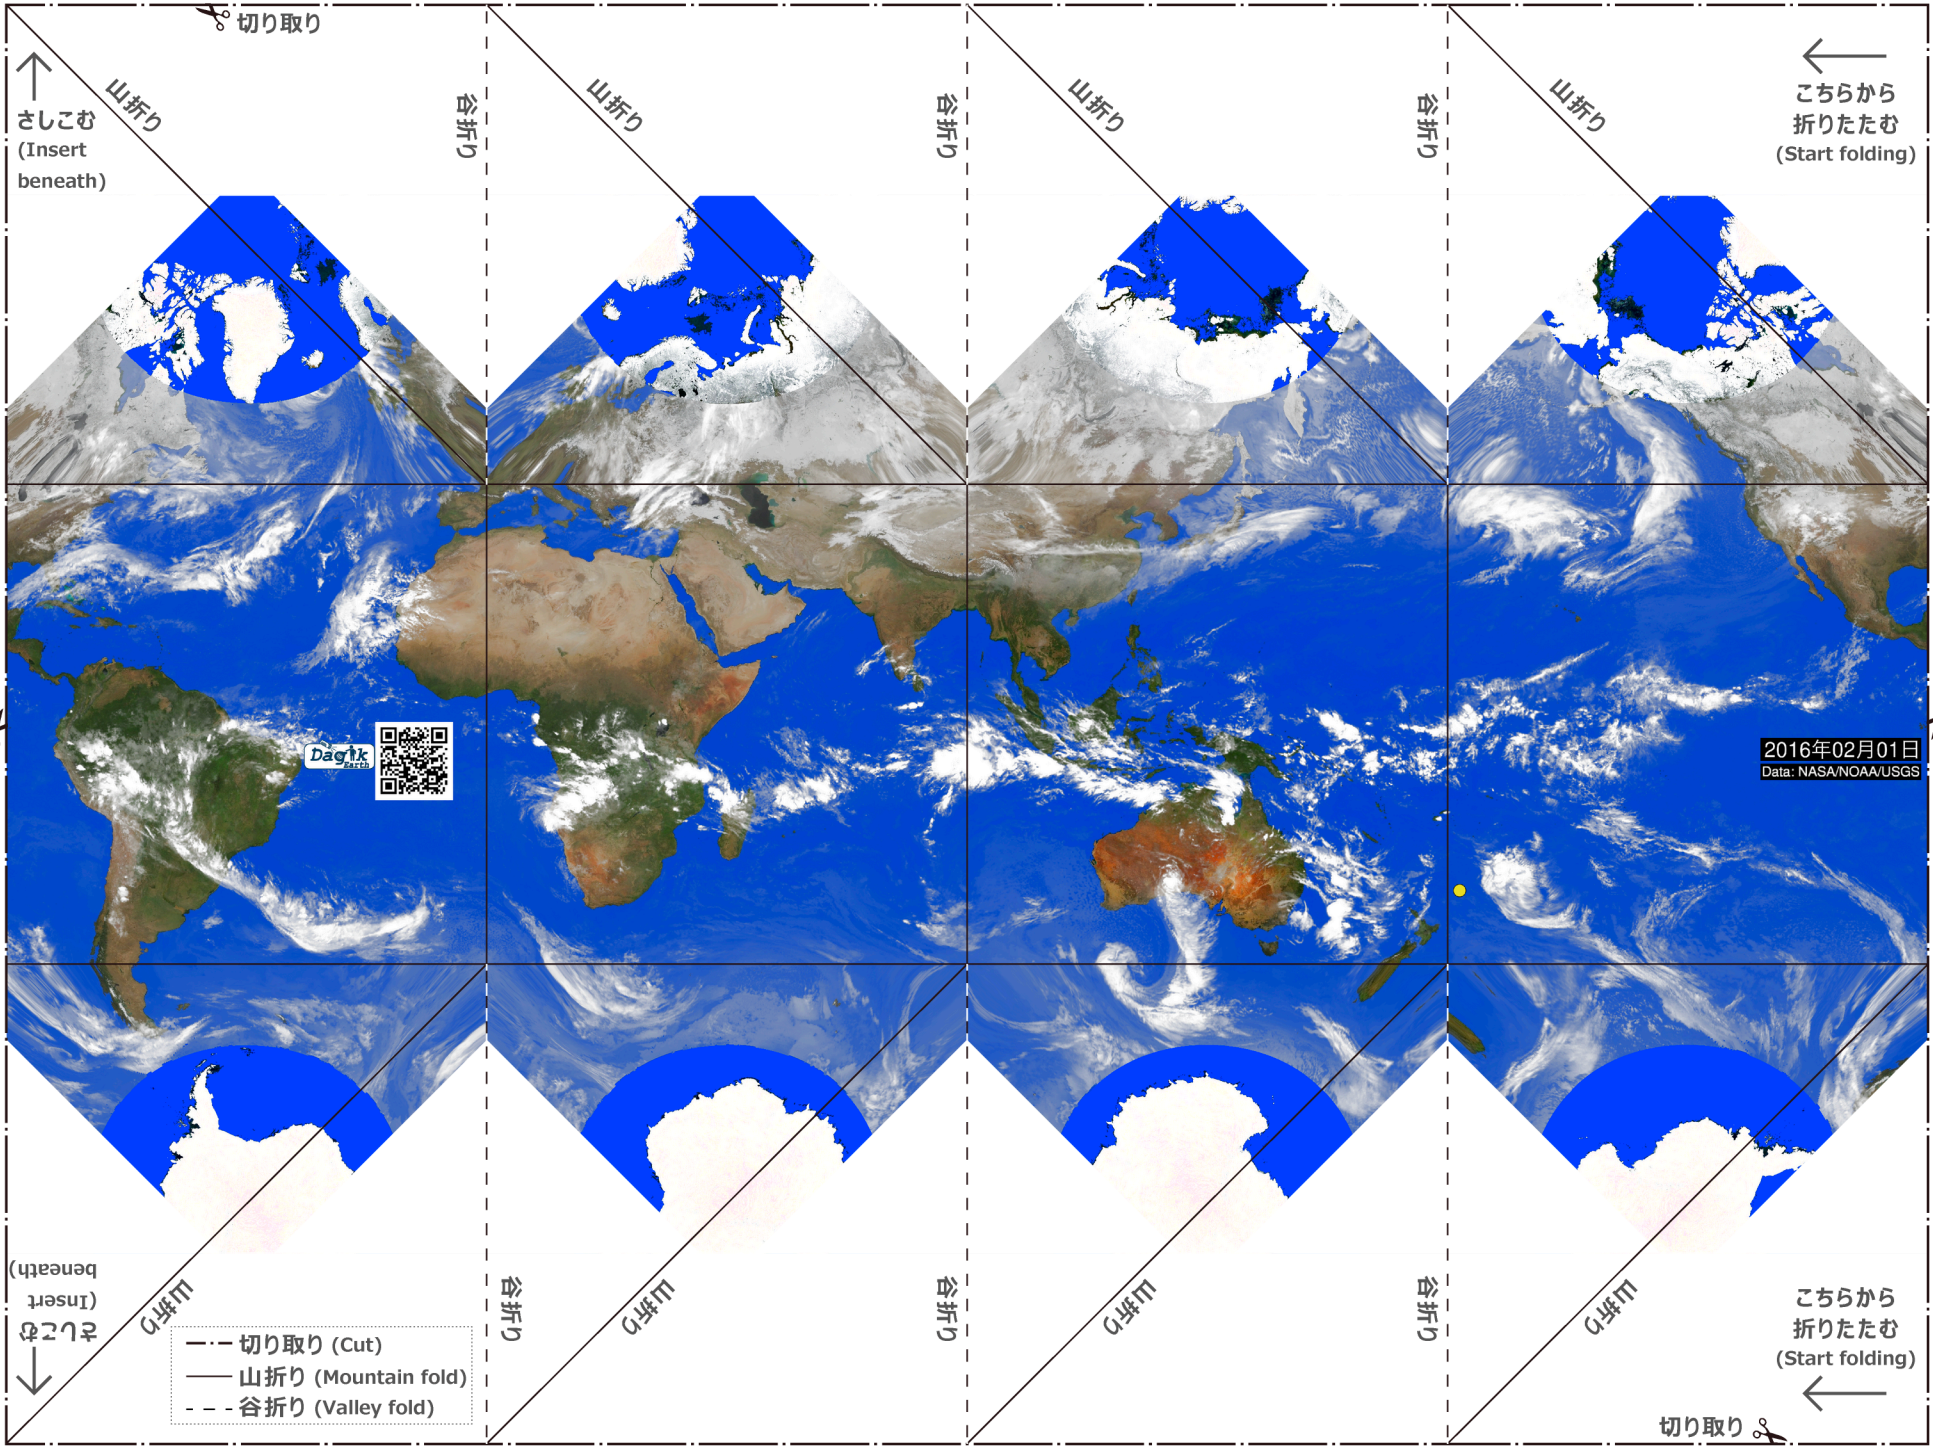 切り取り
さしこむ
(Insert
beneath)
山折り
谷折り
山折り
谷折り
山折り
谷折り
山折り
こちらから
折りたたむ
(Start folding)
Dagik
Earth
2016年02月01日
Data: NASA/NOAA/USGS
さしこむ
(Insert
beneath)
山折り
谷折り
山折り
谷折り
山折り
谷折り
山折り
こちらから
折りたたむ
(Start folding)
切り取り (Cut)
山折り (Mountain fold)
谷折り (Valley fold)
切り取り